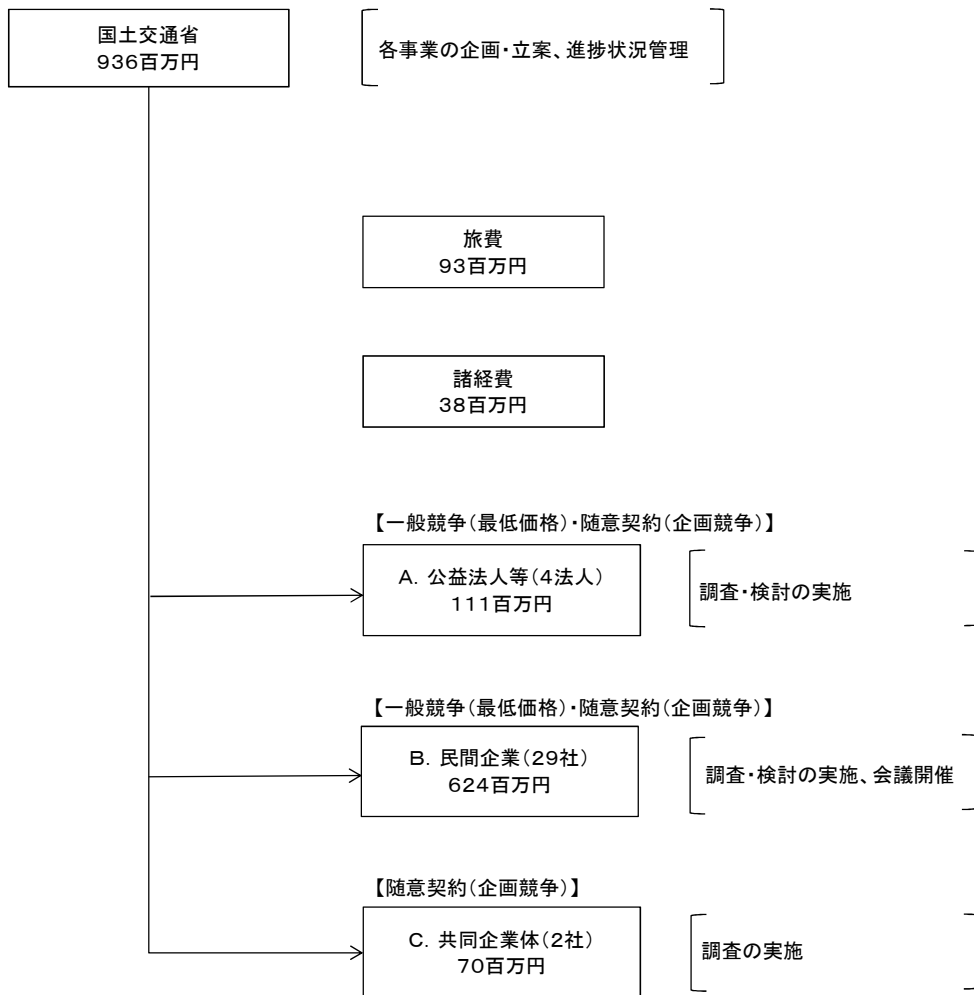 国土交通省
936百万円
各事業の企画・立案、進捗状況管理
旅費
93百万円
諸経費
38百万円
【一般競争(最低価格)・随意契約(企画競争)】
A. 公益法人等(4法人)
111百万円
調査・検討の実施
【一般競争(最低価格)・随意契約(企画競争)】
B. 民間企業(29社)
624百万円
調査・検討の実施、会議開催
【随意契約(企画競争)】
C. 共同企業体(2社)
70百万円
調査の実施